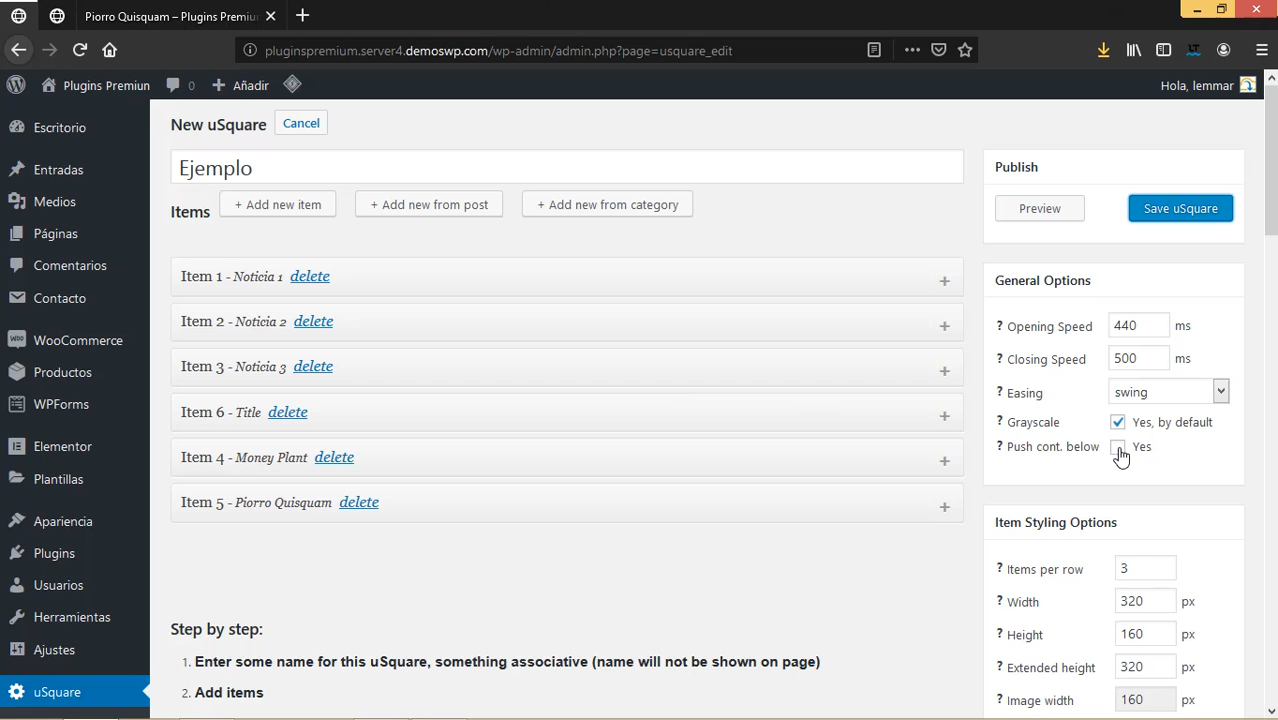 Piorro Quisquam – Plugins Premiu
pluginspremium.server4.demoswp.com/wp-admin/admin.php?page=usquare_edit
Plugins Premiun 0 Añadir Hola, lemmar
Escritorio
Entradas
Medios
Páginas
Comentarios
Contacto
WooCommerce
Productos
WPForms
Elementor
Plantillas
Apariencia
Plugins
Usuarios
Herramientas
Ajustes
uSquare
New uSquare Cancel
Ejemplo
Items + Add new item + Add new from post + Add new from category
Item 1 - Noticia 1 delete +
Item 2 - Noticia 2 delete +
Item 3 - Noticia 3 delete +
Item 6 - Title delete +
Item 4 - Money Plant delete +
Item 5 - Piorro Quisquam delete +
Step by step:
1. Enter some name for this uSquare, something associative (name will not be shown on page)
2. Add items
Publish
Preview Save uSquare
General Options
? Opening Speed 440 ms
? Closing Speed 500 ms
? Easing swing
? Grayscale Yes, by default
? Push cont. below Yes
Item Styling Options
? Items per row 3
? Width 320 px
? Height 160 px
? Extended height 320 px
? Image width 160 px